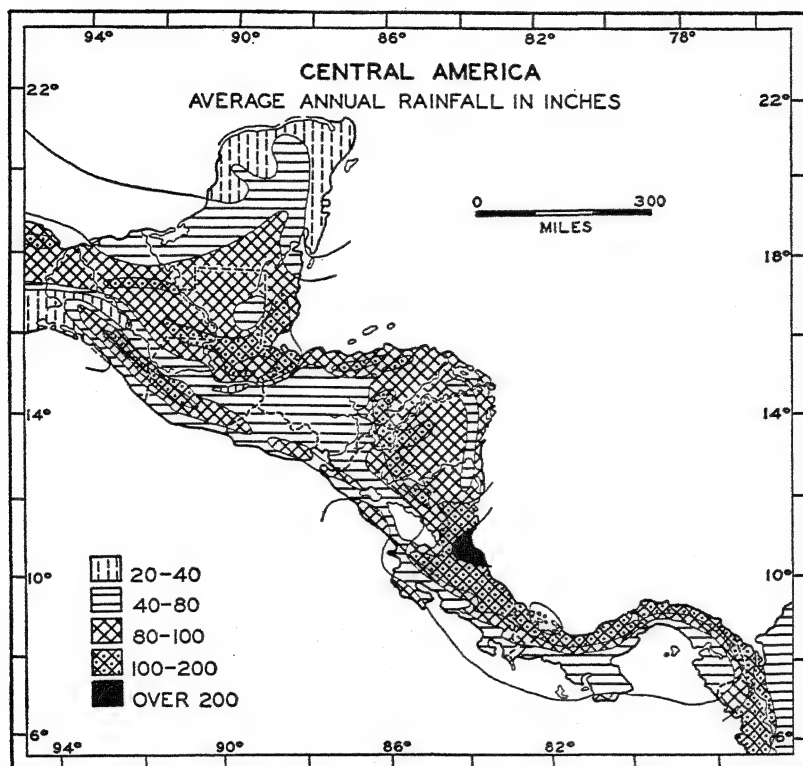 94° 90° 86° 82° 78°
CENTRAL AMERICA
AVERAGE ANNUAL RAINFALL IN INCHES
22° 22°
0 300
MILES
18° 18°
14° 14°
20-40
40-80
80-100
100-200
OVER 200
10° 10°
6° 6°
94° 90° 86° 82°